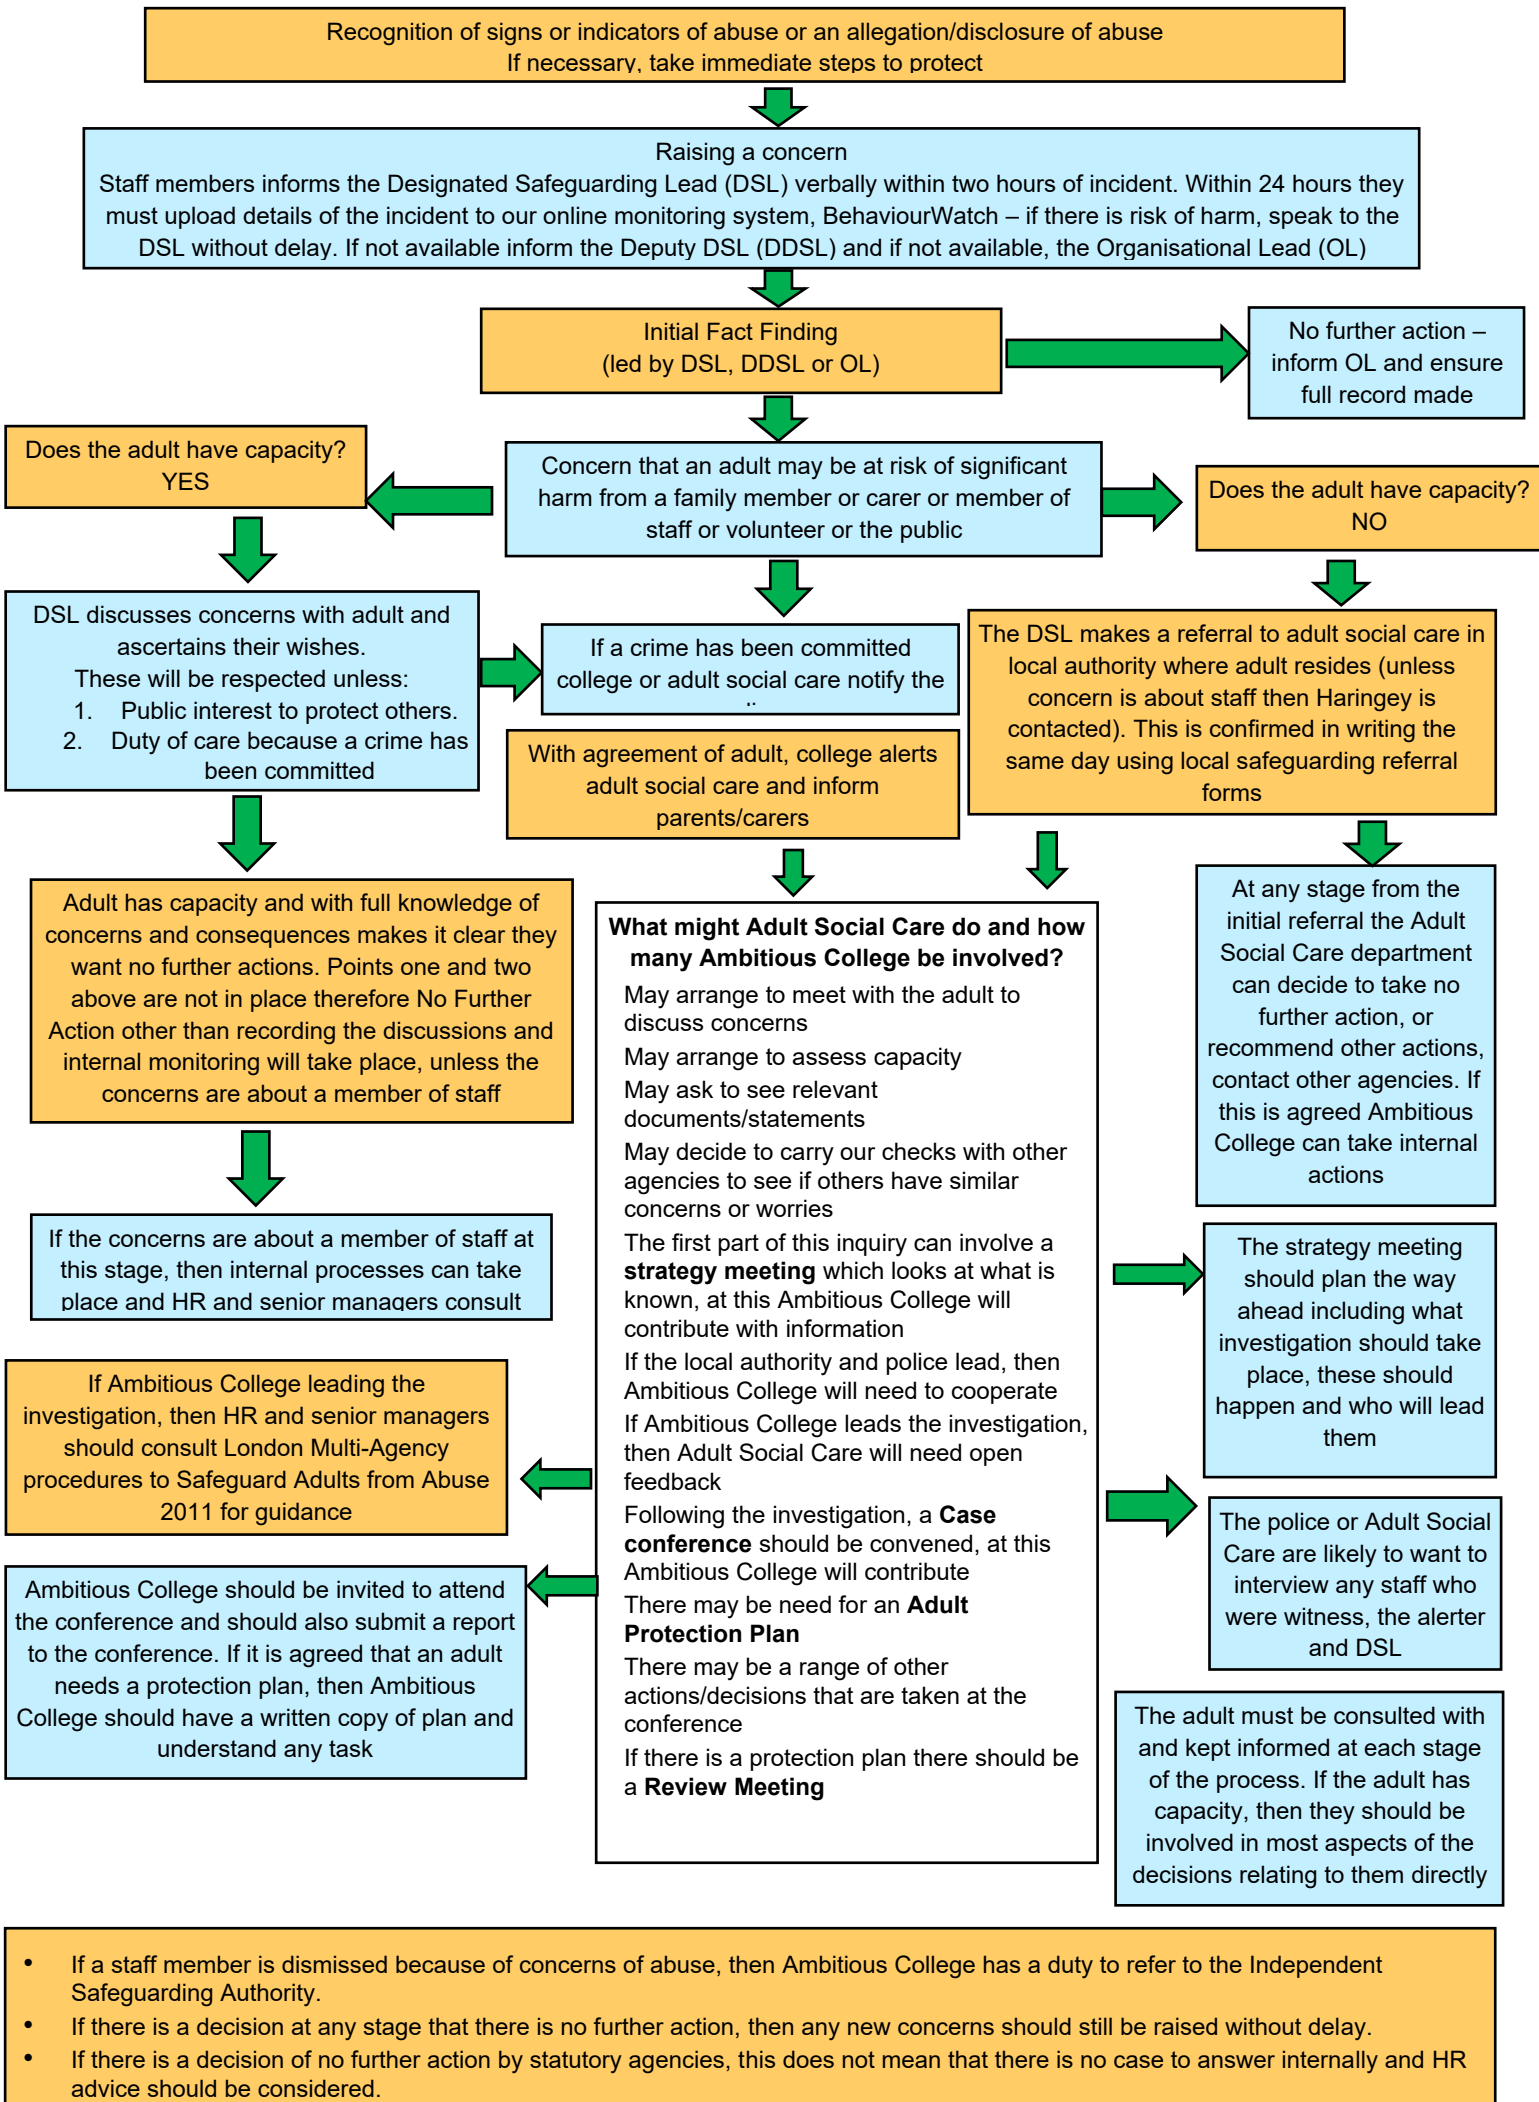 Recognition of signs or indicators of abuse or an allegation/disclosure of abuse
If necessary, take immediate steps to protect
Raising a concern
Staff members informs the Designated Safeguarding Lead (DSL) verbally within two hours of incident. Within 24 hours they
must upload details of the incident to our online monitoring system, BehaviourWatch – if there is risk of harm, speak to the
DSL without delay. If not available inform the Deputy DSL (DDSL) and if not available, the Organisational Lead (OL)
Initial Fact Finding
(led by DSL, DDSL or OL)
No further action –
inform OL and ensure
full record made
Does the adult have capacity?
YES
Concern that an adult may be at risk of significant
harm from a family member or carer or member of
staff or volunteer or the public
Does the adult have capacity?
NO
DSL discusses concerns with adult and
ascertains their wishes.
These will be respected unless:
1. Public interest to protect others.
2. Duty of care because a crime has
been committed
If a crime has been committed
college or adult social care notify the
With agreement of adult, college alerts
adult social care and inform
parents/carers
The DSL makes a referral to adult social care in
local authority where adult resides (unless
concern is about staff then Haringey is
contacted). This is confirmed in writing the
same day using local safeguarding referral
forms
Adult has capacity and with full knowledge of
concerns and consequences makes it clear they
want no further actions. Points one and two
above are not in place therefore No Further
Action other than recording the discussions and
internal monitoring will take place, unless the
concerns are about a member of staff
If the concerns are about a member of staff at
this stage, then internal processes can take
place and HR and senior managers consult
If Ambitious College leading the
investigation, then HR and senior managers
should consult London Multi-Agency
procedures to Safeguard Adults from Abuse
2011 for guidance
Ambitious College should be invited to attend
the conference and should also submit a report
to the conference. If it is agreed that an adult
needs a protection plan, then Ambitious
College should have a written copy of plan and
understand any task
What might Adult Social Care do and how
many Ambitious College be involved?
May arrange to meet with the adult to
discuss concerns
May arrange to assess capacity
May ask to see relevant
documents/statements
May decide to carry our checks with other
agencies to see if others have similar
concerns or worries
The first part of this inquiry can involve a
strategy meeting which looks at what is
known, at this Ambitious College will
contribute with information
If the local authority and police lead, then
Ambitious College will need to cooperate
If Ambitious College leads the investigation,
then Adult Social Care will need open
feedback
Following the investigation, a Case
conference should be convened, at this
Ambitious College will contribute
There may be need for an Adult
Protection Plan
There may be a range of other
actions/decisions that are taken at the
conference
If there is a protection plan there should be
a Review Meeting
At any stage from the
initial referral the Adult
Social Care department
can decide to take no
further action, or
recommend other actions,
contact other agencies. If
this is agreed Ambitious
College can take internal
actions
The strategy meeting
should plan the way
ahead including what
investigation should take
place, these should
happen and who will lead
them
The police or Adult Social
Care are likely to want to
interview any staff who
were witness, the alerter
and DSL
The adult must be consulted with
and kept informed at each stage
of the process. If the adult has
capacity, then they should be
involved in most aspects of the
decisions relating to them directly
• If a staff member is dismissed because of concerns of abuse, then Ambitious College has a duty to refer to the Independent
Safeguarding Authority.
• If there is a decision at any stage that there is no further action, then any new concerns should still be raised without delay.
• If there is a decision of no further action by statutory agencies, this does not mean that there is no case to answer internally and HR
advice should be considered.